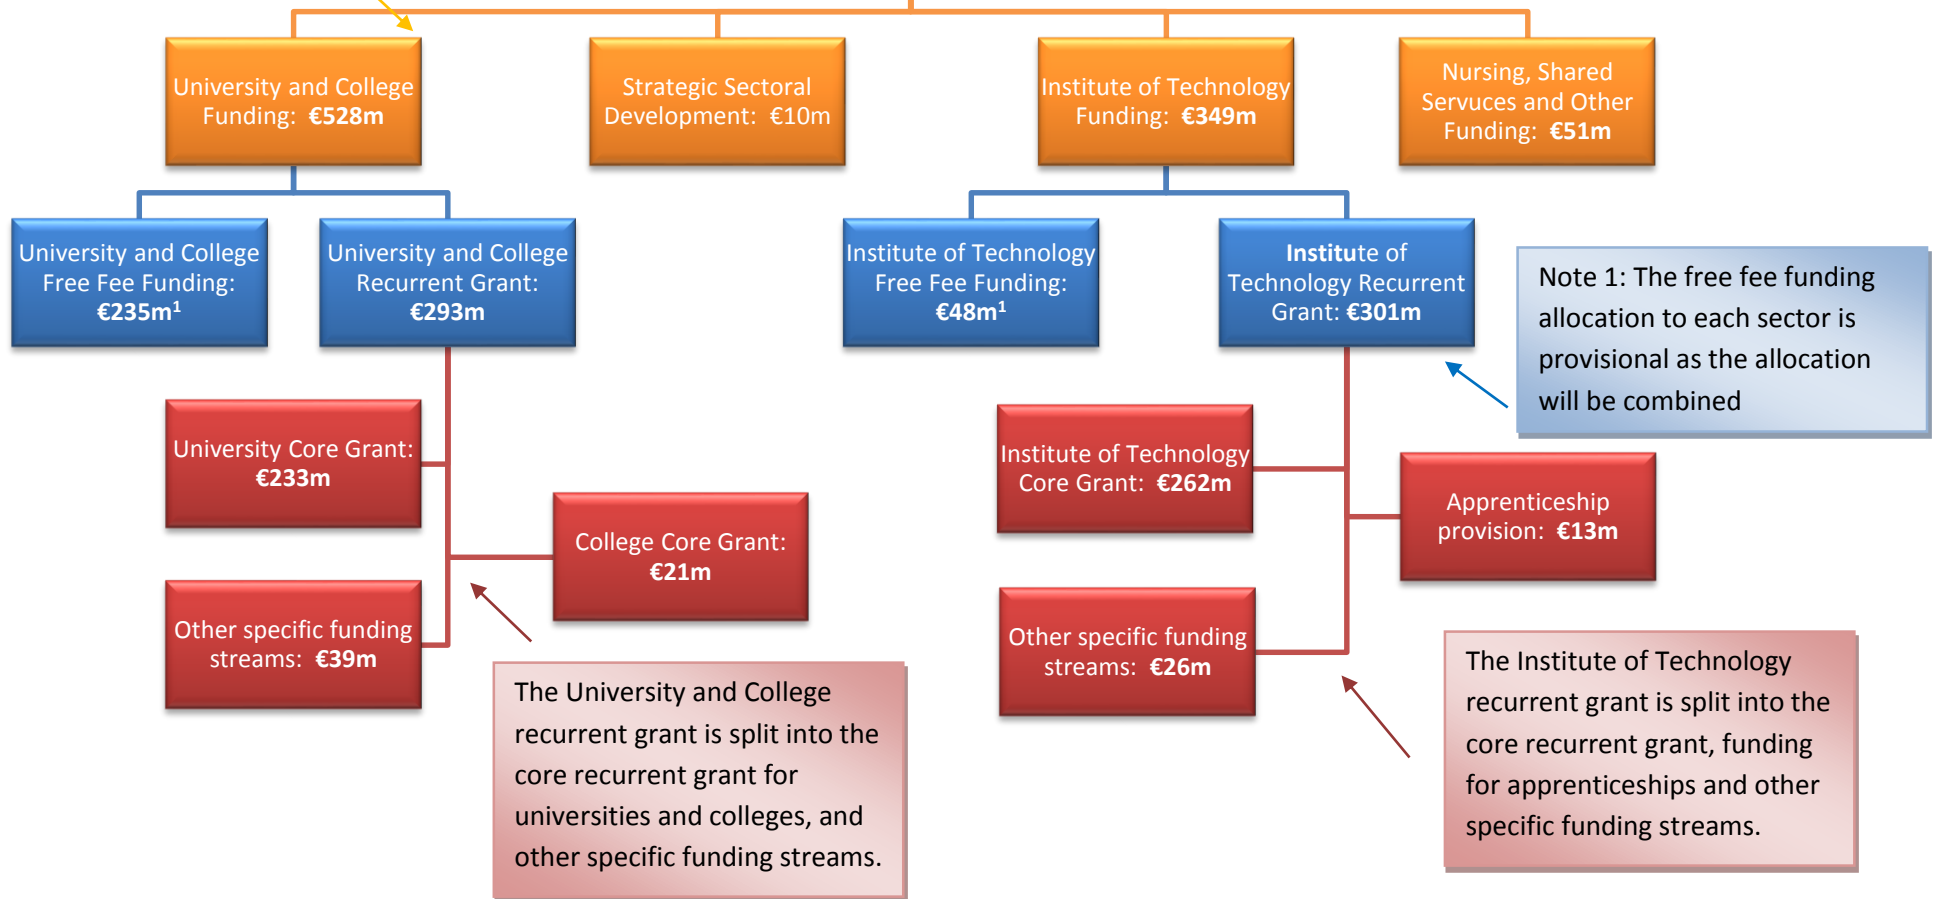 University and College
Funding: €528m
Strategic Sectoral
Development: €10m
Institute of Technology
Funding: €349m
Nursing, Shared
Servuces and Other
Funding: €51m
University and College
Free Fee Funding:
€235m¹
University and College
Recurrent Grant:
€293m
Institute of Technology
Free Fee Funding:
€48m¹
Institute of
Technology Recurrent
Grant: €301m
Note 1: The free fee funding
allocation to each sector is
provisional as the allocation
will be combined
University Core Grant:
€233m
College Core Grant:
€21m
Other specific funding
streams: €39m
Institute of Technology
Core Grant: €262m
Apprenticeship
provision: €13m
Other specific funding
streams: €26m
The University and College
recurrent grant is split into the
core recurrent grant for
universities and colleges, and
other specific funding streams.
The Institute of Technology
recurrent grant is split into the
core recurrent grant, funding
for apprenticeships and other
specific funding streams.